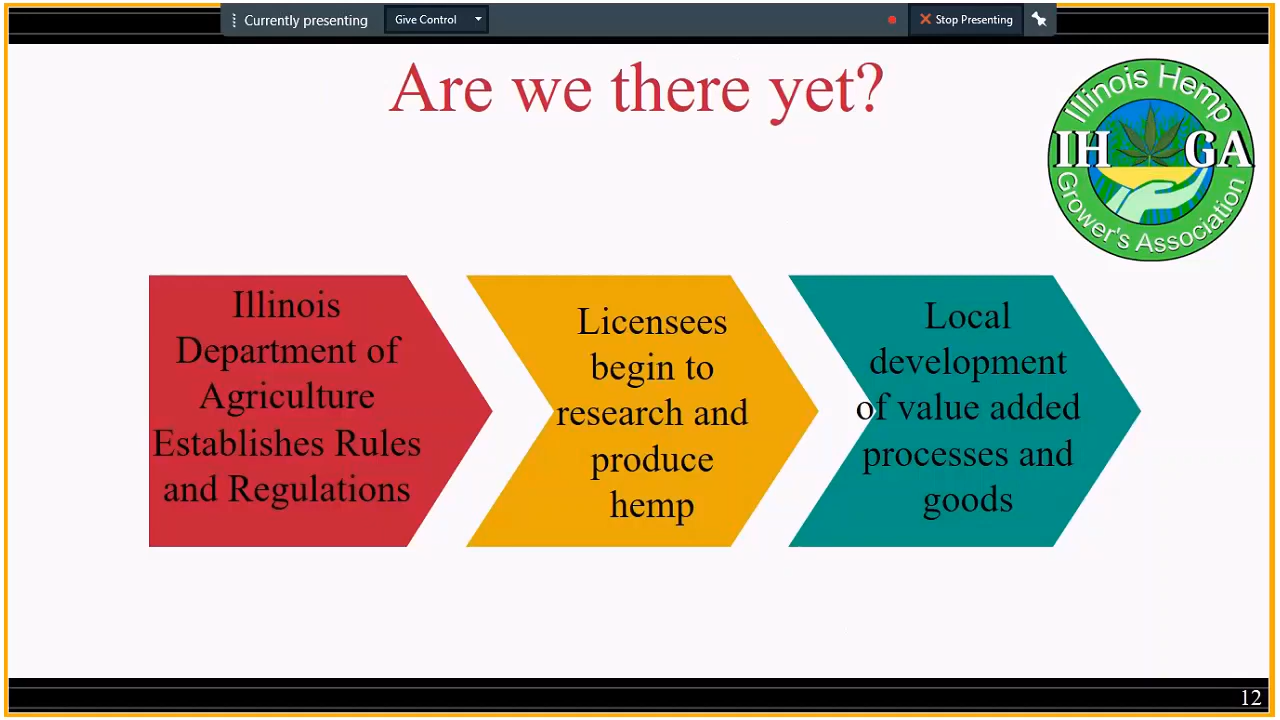 Currently presenting
Give Control
Stop Presenting
Are we there yet?
Illinois Hemp
IH GA
Grower's Association
Illinois
Department of
Agriculture
Establishes Rules
and Regulations
Licensees
begin to
research and
produce
hemp
Local
development
of value added
processes and
goods
12